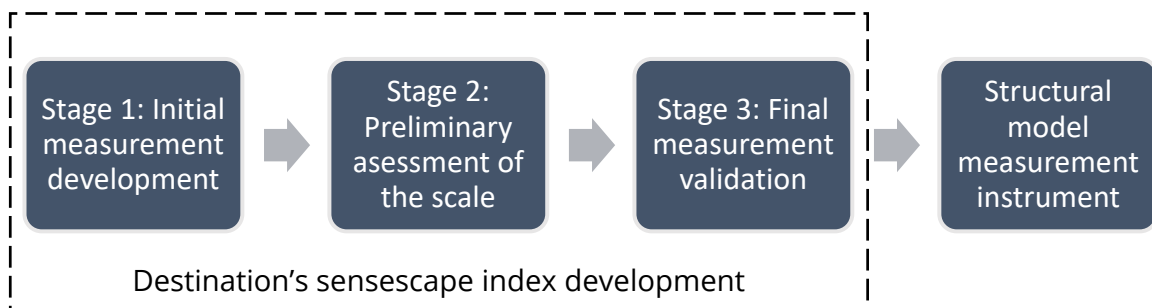 Stage 1: Initial
measurement
development
Stage 2:
Preliminary
asessment of
the scale
Stage 3: Final
measurement
validation
Structural
model
measurement
instrument
Destination’s sensescape index development